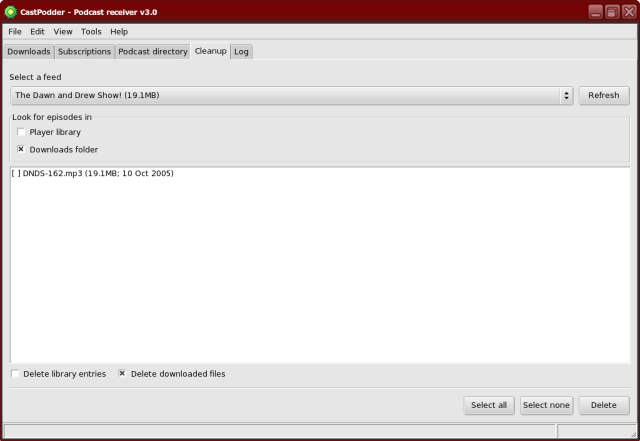 CastPodder - Podcast receiver v3.0
File Edit View Tools Help
Downloads Subscriptions Podcast directory Cleanup Log
Select a feed
The Dawn and Drew Show! (19.1MB) Refresh
Look for episodes in
Player library
Downloads folder
[ ] DNDS-162.mp3 (19.1MB; 10 Oct 2005)
Delete library entries Delete downloaded files
Select all Select none Delete